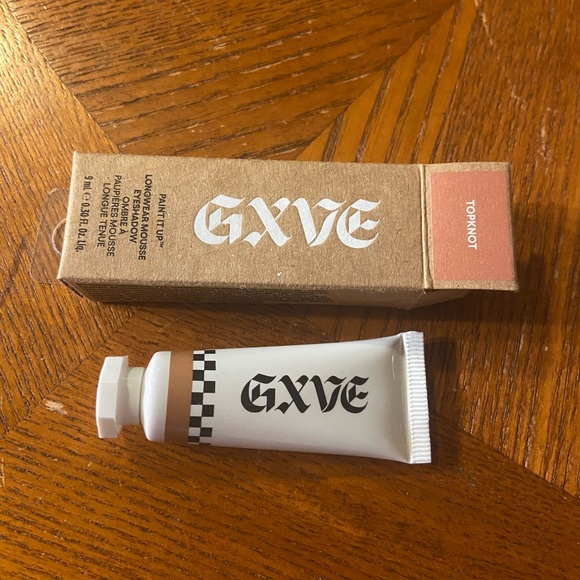 PAINT IT UP™
LONGWEAR MOUSSE
EYESHADOW
OMBRE À
PAUPIÈRES MOUSSE
LONGUE TENUE
9 mL ℮ 0.30 Fl. Oz. Liq.
GXVE
TOPKNOT
GXVE